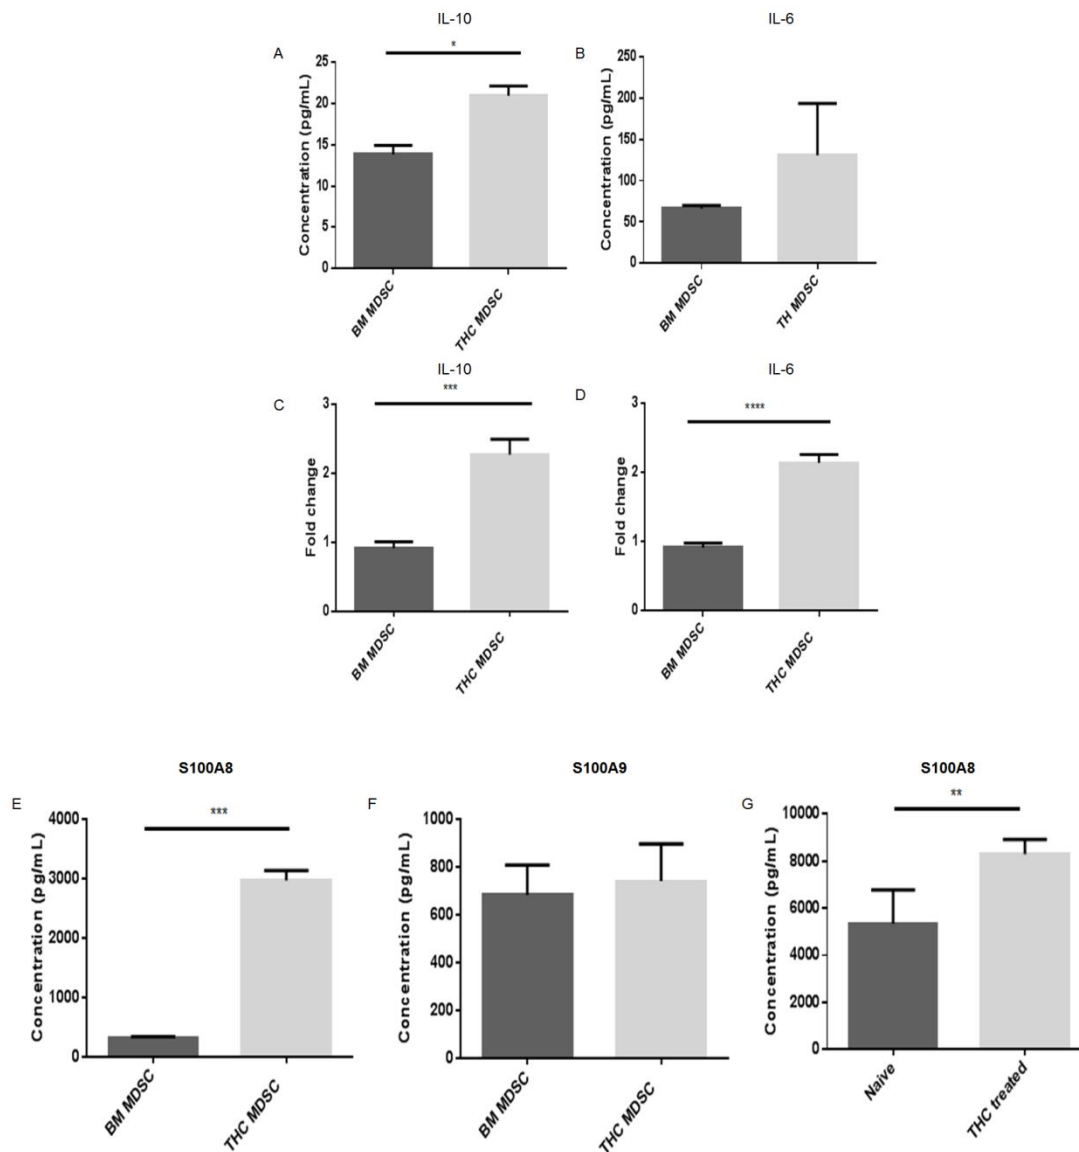 IL-10
A
*
Concentration (pg/mL)
25
20
15
10
5
0
BM MDSC
THC MDSC
IL-6
B
Concentration (pg/mL)
250
200
150
100
50
0
BM MDSC
TH MDSC
IL-10
C
***
Fold change
3
2
1
0
BM MDSC
THC MDSC
IL-6
D
****
Fold change
3
2
1
0
BM MDSC
THC MDSC
S100A8
E
***
Concentration (pg/mL)
4000
3000
2000
1000
0
BM MDSC
THC MDSC
S100A9
F
Concentration (pg/mL)
1000
800
600
400
200
0
BM MDSC
THC MDSC
S100A8
G
**
Concentration (pg/mL)
10000
8000
6000
4000
2000
0
Naive
THC treated